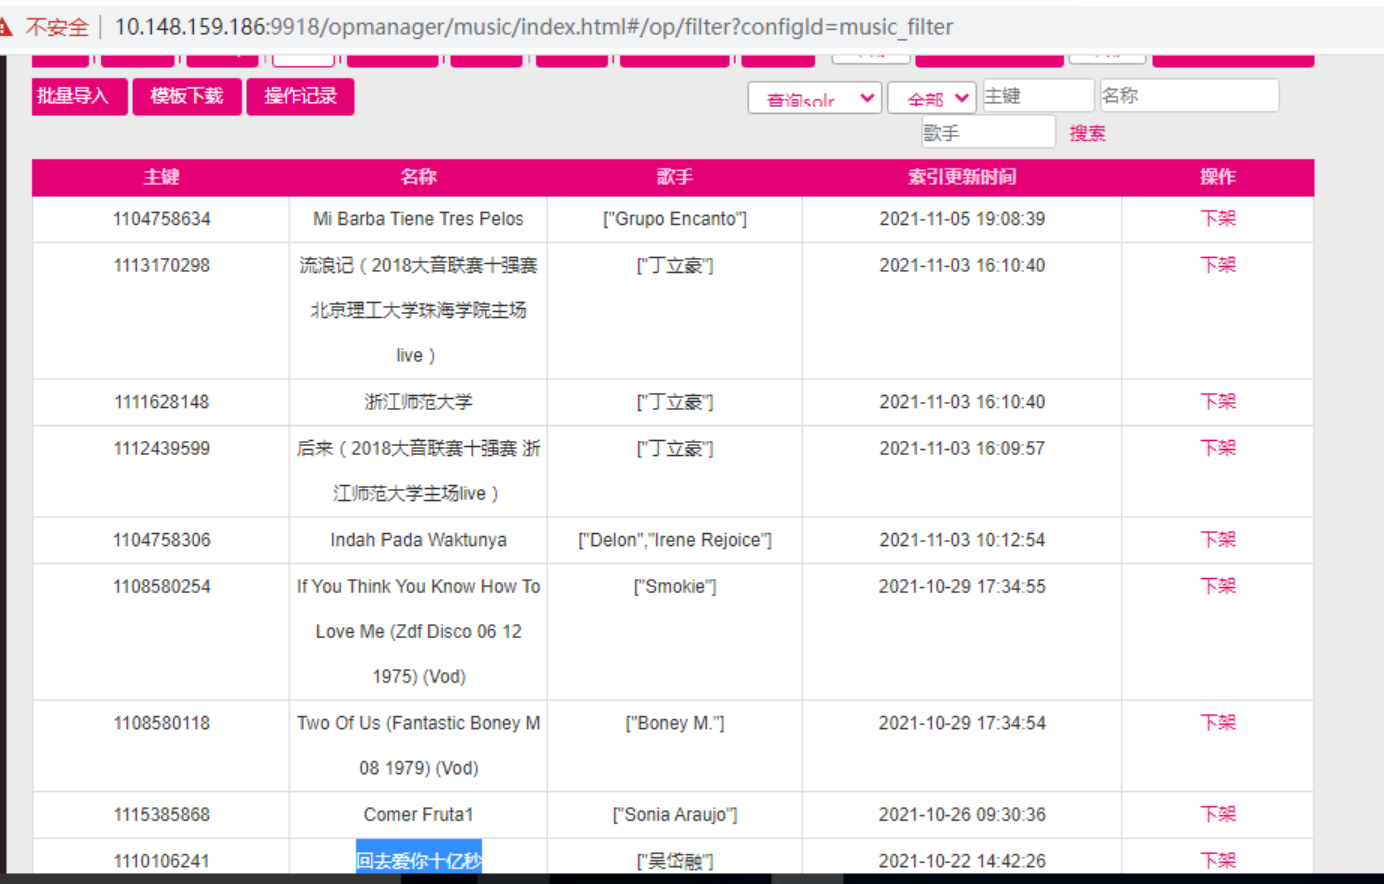 不安全 | 10.148.159.186:9918/opmanager/music/index.html#/op/filter?configId=music_filter
批量导入 模板下载 操作记录 查询solr 全部 主键 名称
歌手 搜索
主键 名称 歌手 索引更新时间 操作
1104758634 Mi Barba Tiene Tres Pelos ["Grupo Encanto"] 2021-11-05 19:08:39 下架
1113170298 流浪记（2018大音联赛十强赛 ["丁立豪"] 2021-11-03 16:10:40 下架
北京理工大学珠海学院主场
live）
1111628148 浙江师范大学 ["丁立豪"] 2021-11-03 16:10:40 下架
1112439599 后来（2018大音联赛十强赛 浙 ["丁立豪"] 2021-11-03 16:09:57 下架
江师范大学主场live）
1104758306 Indah Pada Waktunya ["Delon","Irene Rejoice"] 2021-11-03 10:12:54 下架
1108580254 If You Think You Know How To ["Smokie"] 2021-10-29 17:34:55 下架
Love Me (Zdf Disco 06 12
1975) (Vod)
1108580118 Two Of Us (Fantastic Boney M ["Boney M."] 2021-10-29 17:34:54 下架
08 1979) (Vod)
1115385868 Comer Fruta1 ["Sonia Araujo"] 2021-10-26 09:30:36 下架
1110106241 回去爱你十亿秒 ["吴岱融"] 2021-10-22 14:42:26 下架